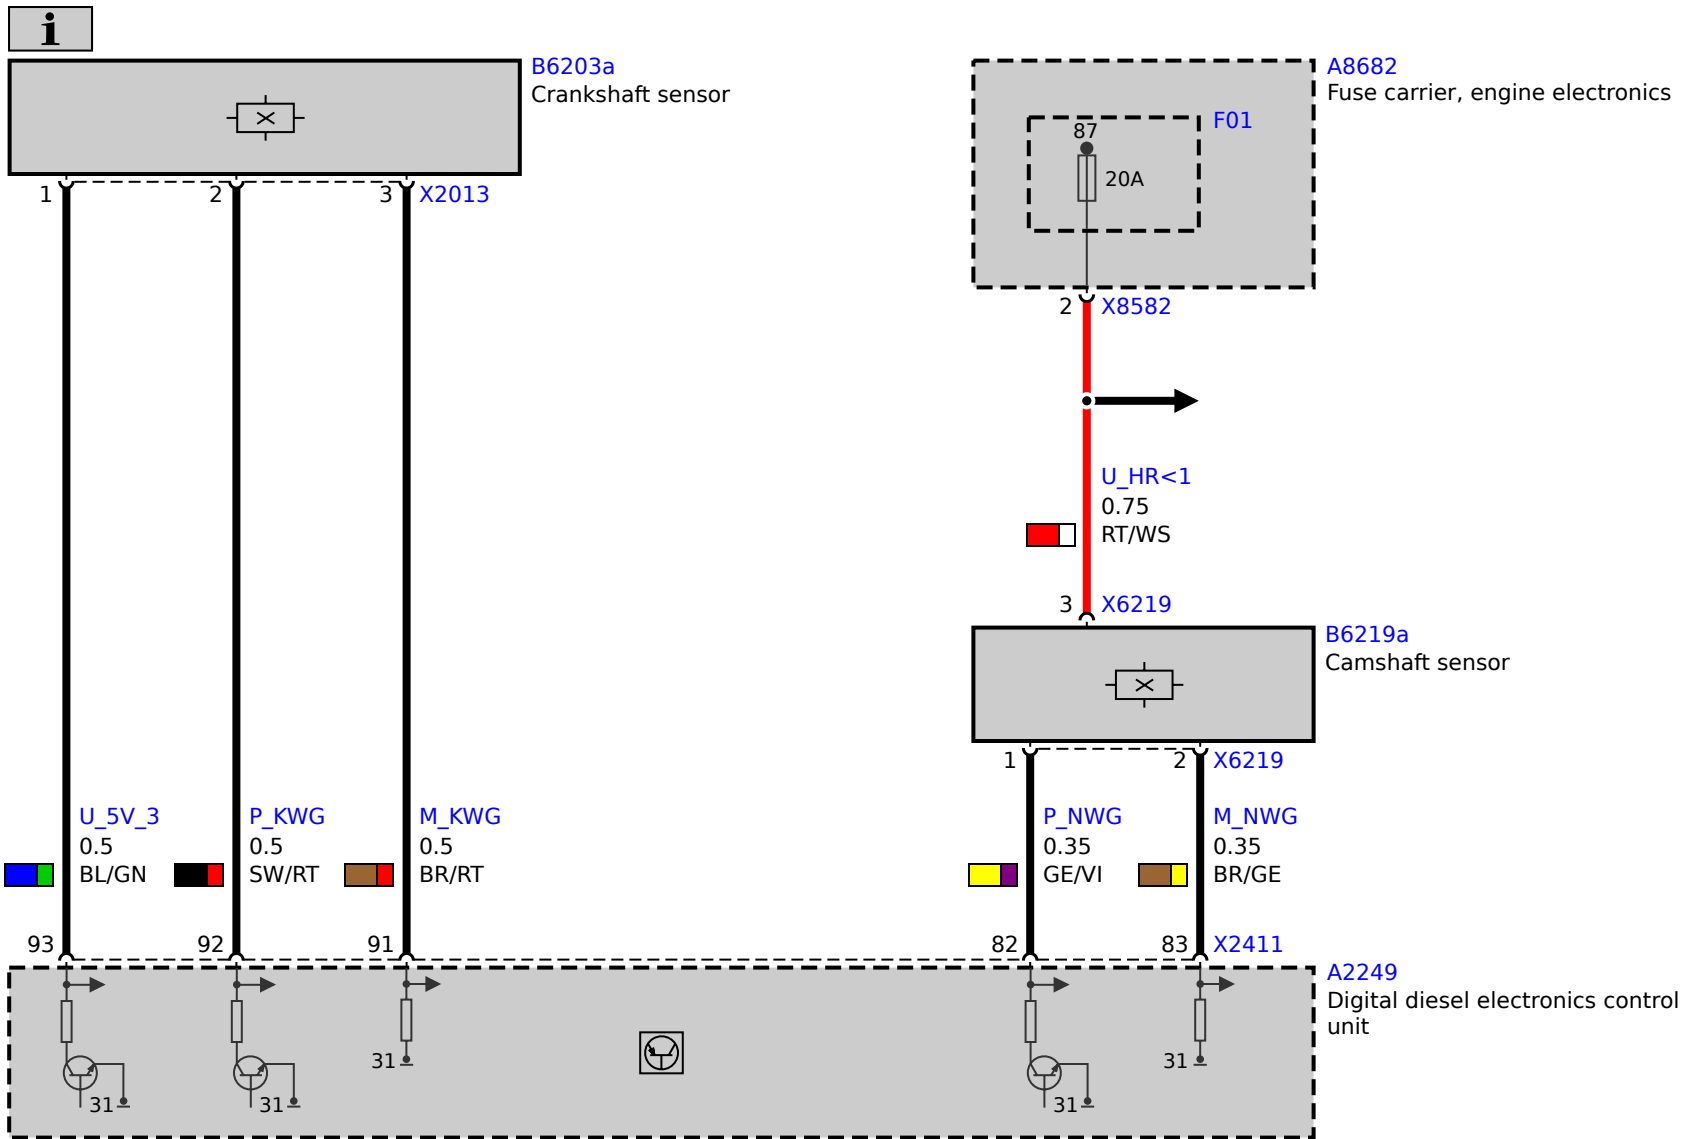 i
B6203a
Crankshaft sensor
A8682
Fuse carrier, engine electronics
F01
87
20A
1
2
3
X2013
2
X8582
U_HR<1
0.75
RT/WS
3
X6219
B6219a
Camshaft sensor
1
2
X6219
U_5V_3
0.5
BL/GN
P_KWG
0.5
SW/RT
M_KWG
0.5
BR/RT
P_NWG
0.35
GE/VI
M_NWG
0.35
BR/GE
93
92
91
82
83
X2411
A2249
Digital diesel electronics control
unit
31
31
31
31
31